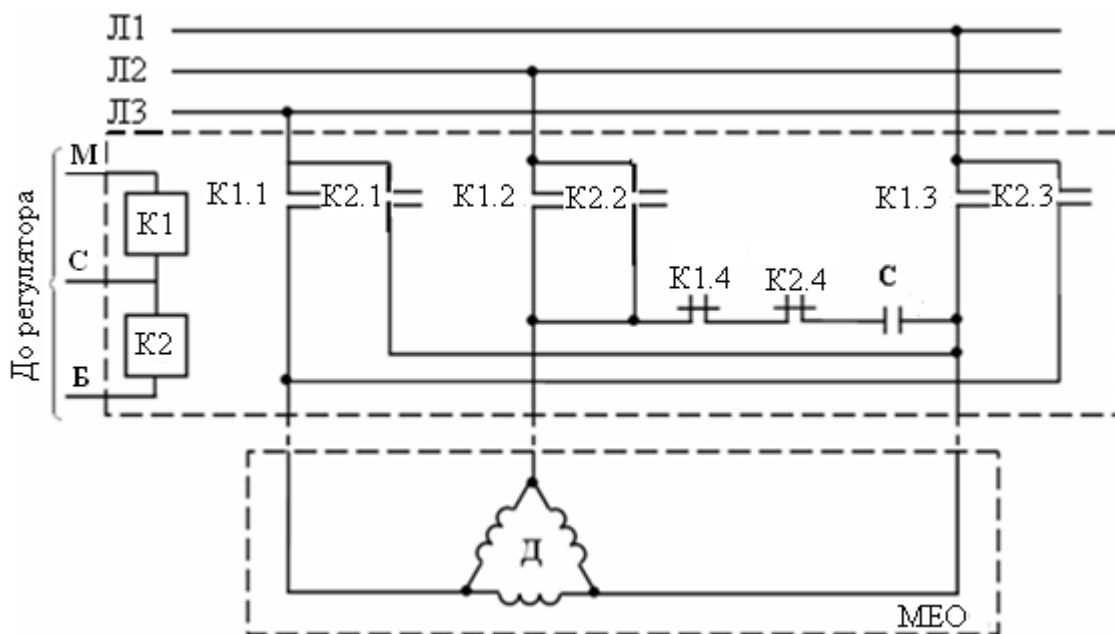 Л1
Л2
Л3
До регулятора
М
С
Б
К1
К2
К1.1
К2.1
К1.2
К2.2
К1.3
К2.3
К1.4
К2.4
С
Д
МЕО